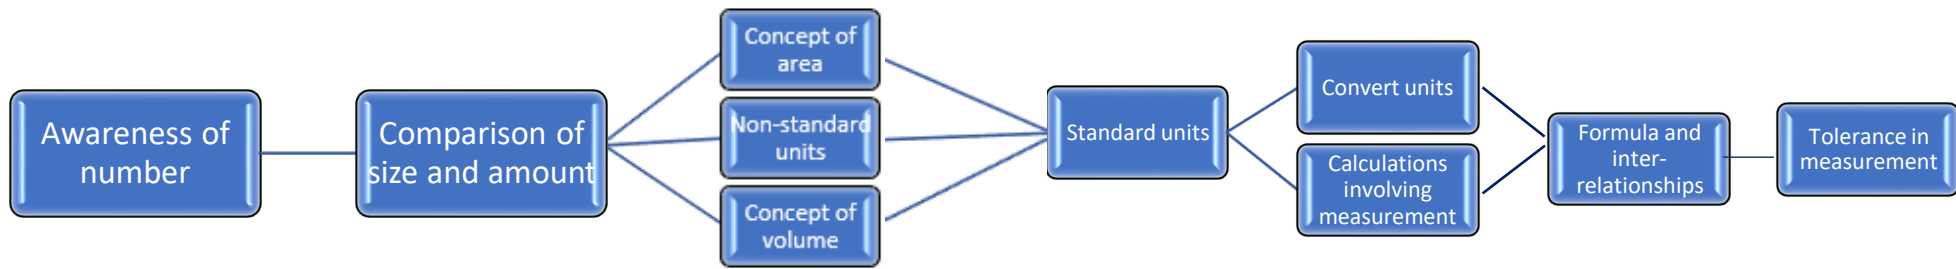 Awareness of
number
Comparison of
size and amount
Concept of
area
Non-standard
units
Concept of
volume
Standard units
Convert units
Calculations
involving
measurement
Formula and
inter-
relationships
Tolerance in
measurement